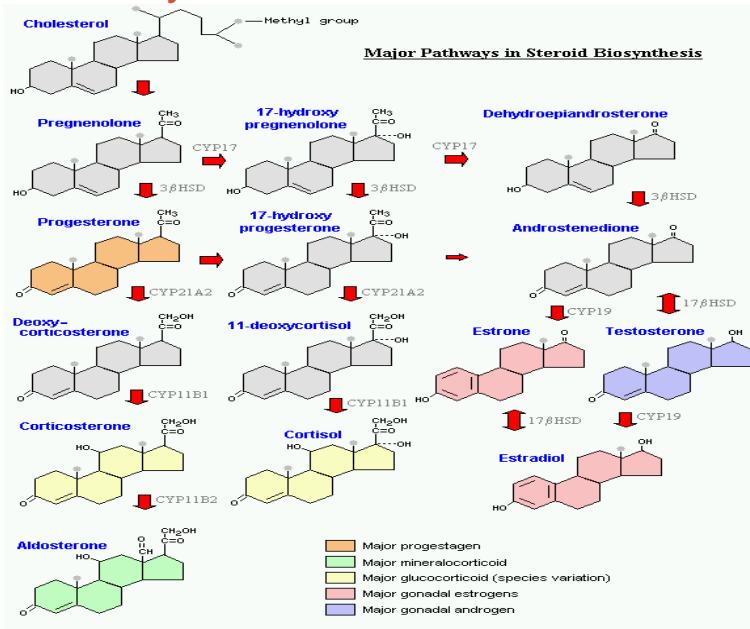 Cholesterol
Methyl group
Major Pathways in Steroid Biosynthesis
HO
CH₃
C=O
CH₃
C=O
Pregnenolone
17-hydroxy
pregnenolone
Dehydroepiandrosterone
CYP17
OH
CYP17
O
HO
HO
HO
3βHSD
3βHSD
3βHSD
CH₃
C=O
CH₃
C=O
Progesterone
17-hydroxy
progesterone
Androstenedione
OH
O
O
O
O
CYP21A2
CYP21A2
CYP19
17βHSD
CH₂OH
C=O
CH₂OH
C=O
Deoxy-
corticosterone
11-deoxycortisol
Estrone
Testosterone
OH
O
OH
O
O
HO
O
CYP11B1
CYP11B1
17βHSD
CYP19
CH₂OH
C=O
CH₂OH
C=O
Corticosterone
Cortisol
HO
HO
OH
Estradiol
OH
O
O
HO
CYP11B2
CH₂OH
C=O
O
CH
Aldosterone
HO
O
Major progestagen
Major mineralocorticoid
Major glucocorticoid (species variation)
Major gonadal estrogens
Major gonadal androgen